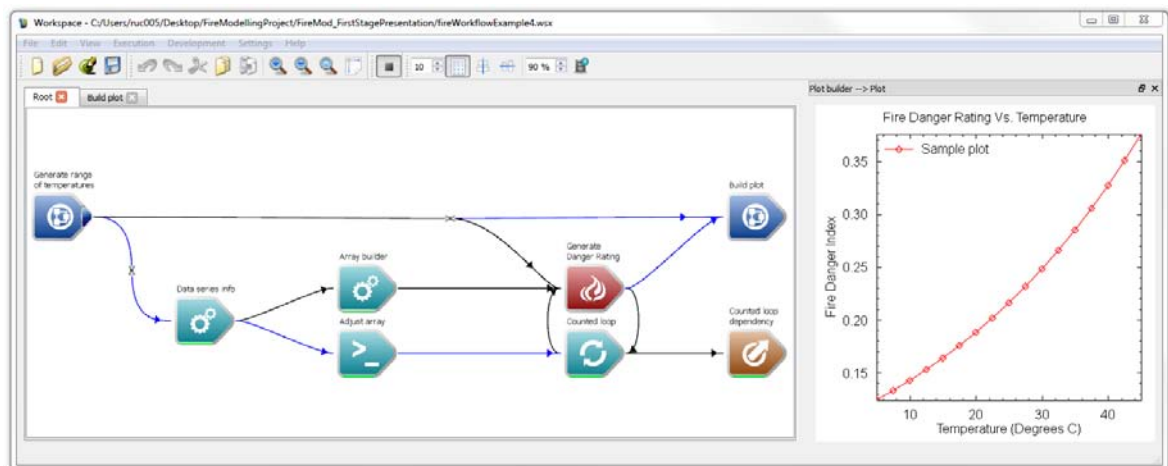 Workspace - C:/Users/ruc005/Desktop/FireModellingProject/FireMod_FirstStagePresentation/fireWorkflowExample4.wsx
File Edit View Execution Development Settings Help
10
90 %
Root
Build plot
Plot builder --> Plot
Generate range
of temperatures
Build plot
Array builder
Generate
Danger Rating
Data series info
Adjust array
Counted loop
Counted loop
dependency
Fire Danger Rating Vs. Temperature
Sample plot
0.35
0.30
0.25
0.20
0.15
Fire Danger Index
10 20 30 40
Temperature (Degrees C)